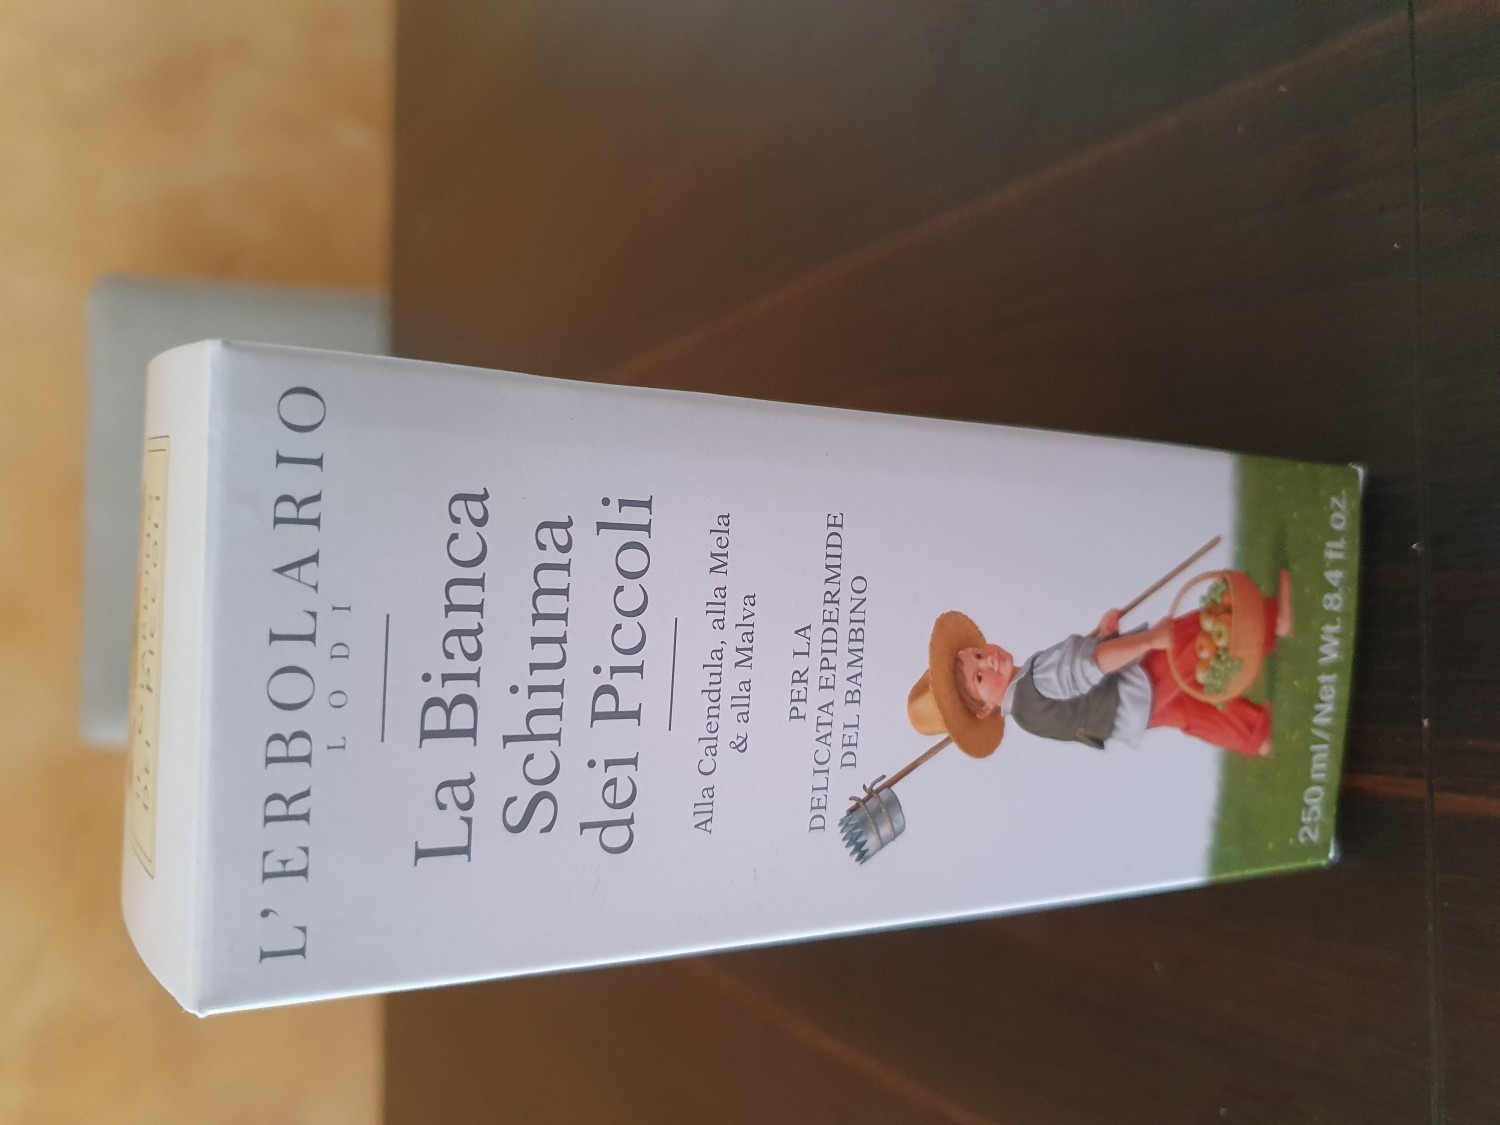 L'ERBOLARIO
LODI
La Bianca
Schiuma
dei Piccoli
Alla Calendula, alla Mela
& alla Malva
PER LA
DELICATA EPIDERMIDE
DEL BAMBINO
250 ml/Net Wt. 8.4 fl. oz.